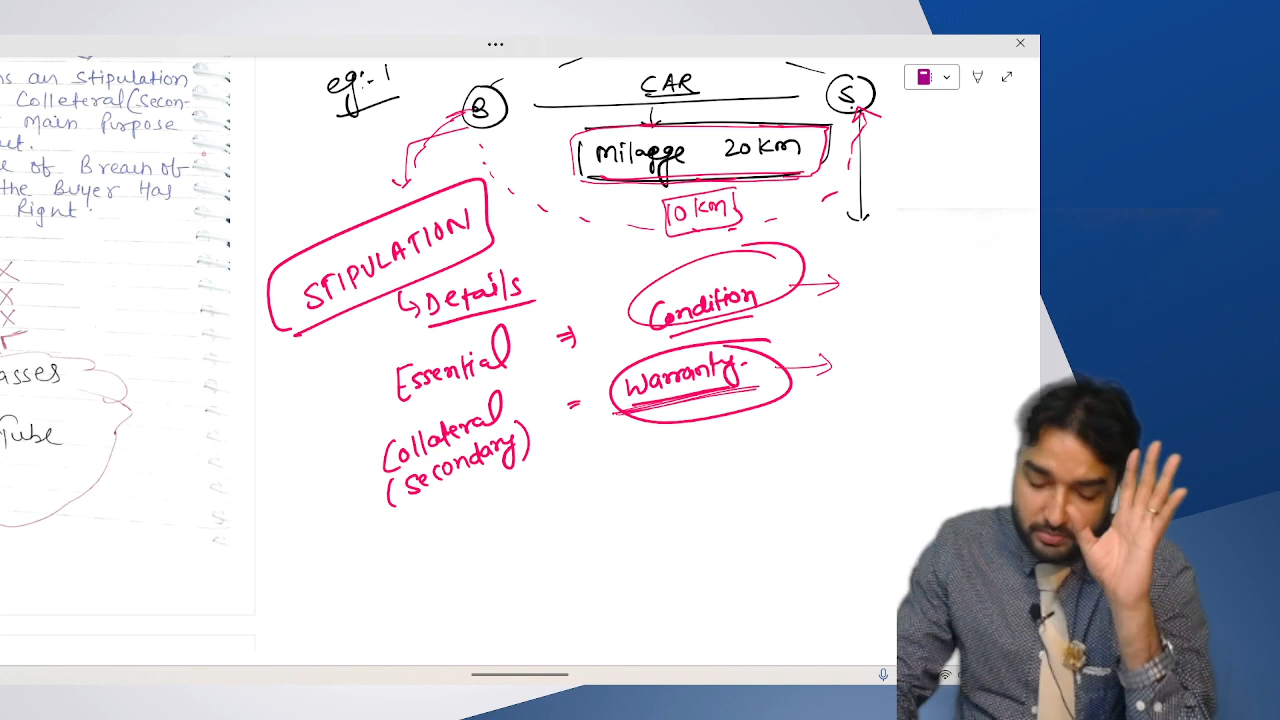 ns an Stipulation
Colleteral (Secon-
Main Purpose
e of Breach of
the Buyer Has
Right.
asses
Tube
eg:- 1
B
CAR
S
Milagge 20 Km
10 Km
STIPULATION
↳ Details
Essential ⇒ Condition
Collateral = Warranty.
(Secondary)